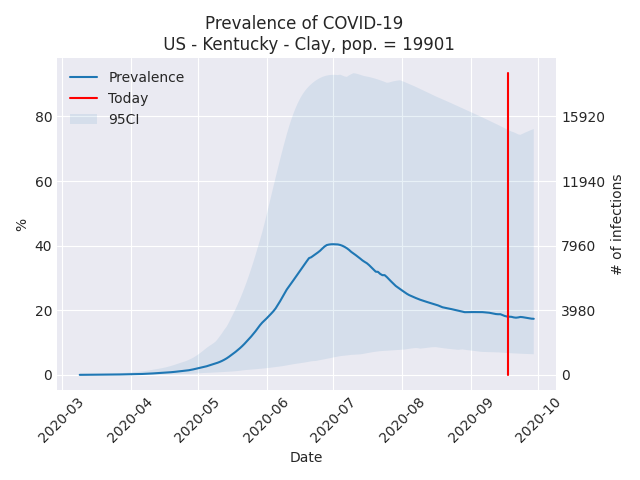 Prevalence of COVID-19
US - Kentucky - Clay, pop. = 19901
Prevalence
Today
95CI
80
60
40
20
0
%
15920
11940
7960
3980
0
# of infections
2020-03
2020-04
2020-05
2020-06
2020-07
2020-08
2020-09
2020-10
Date